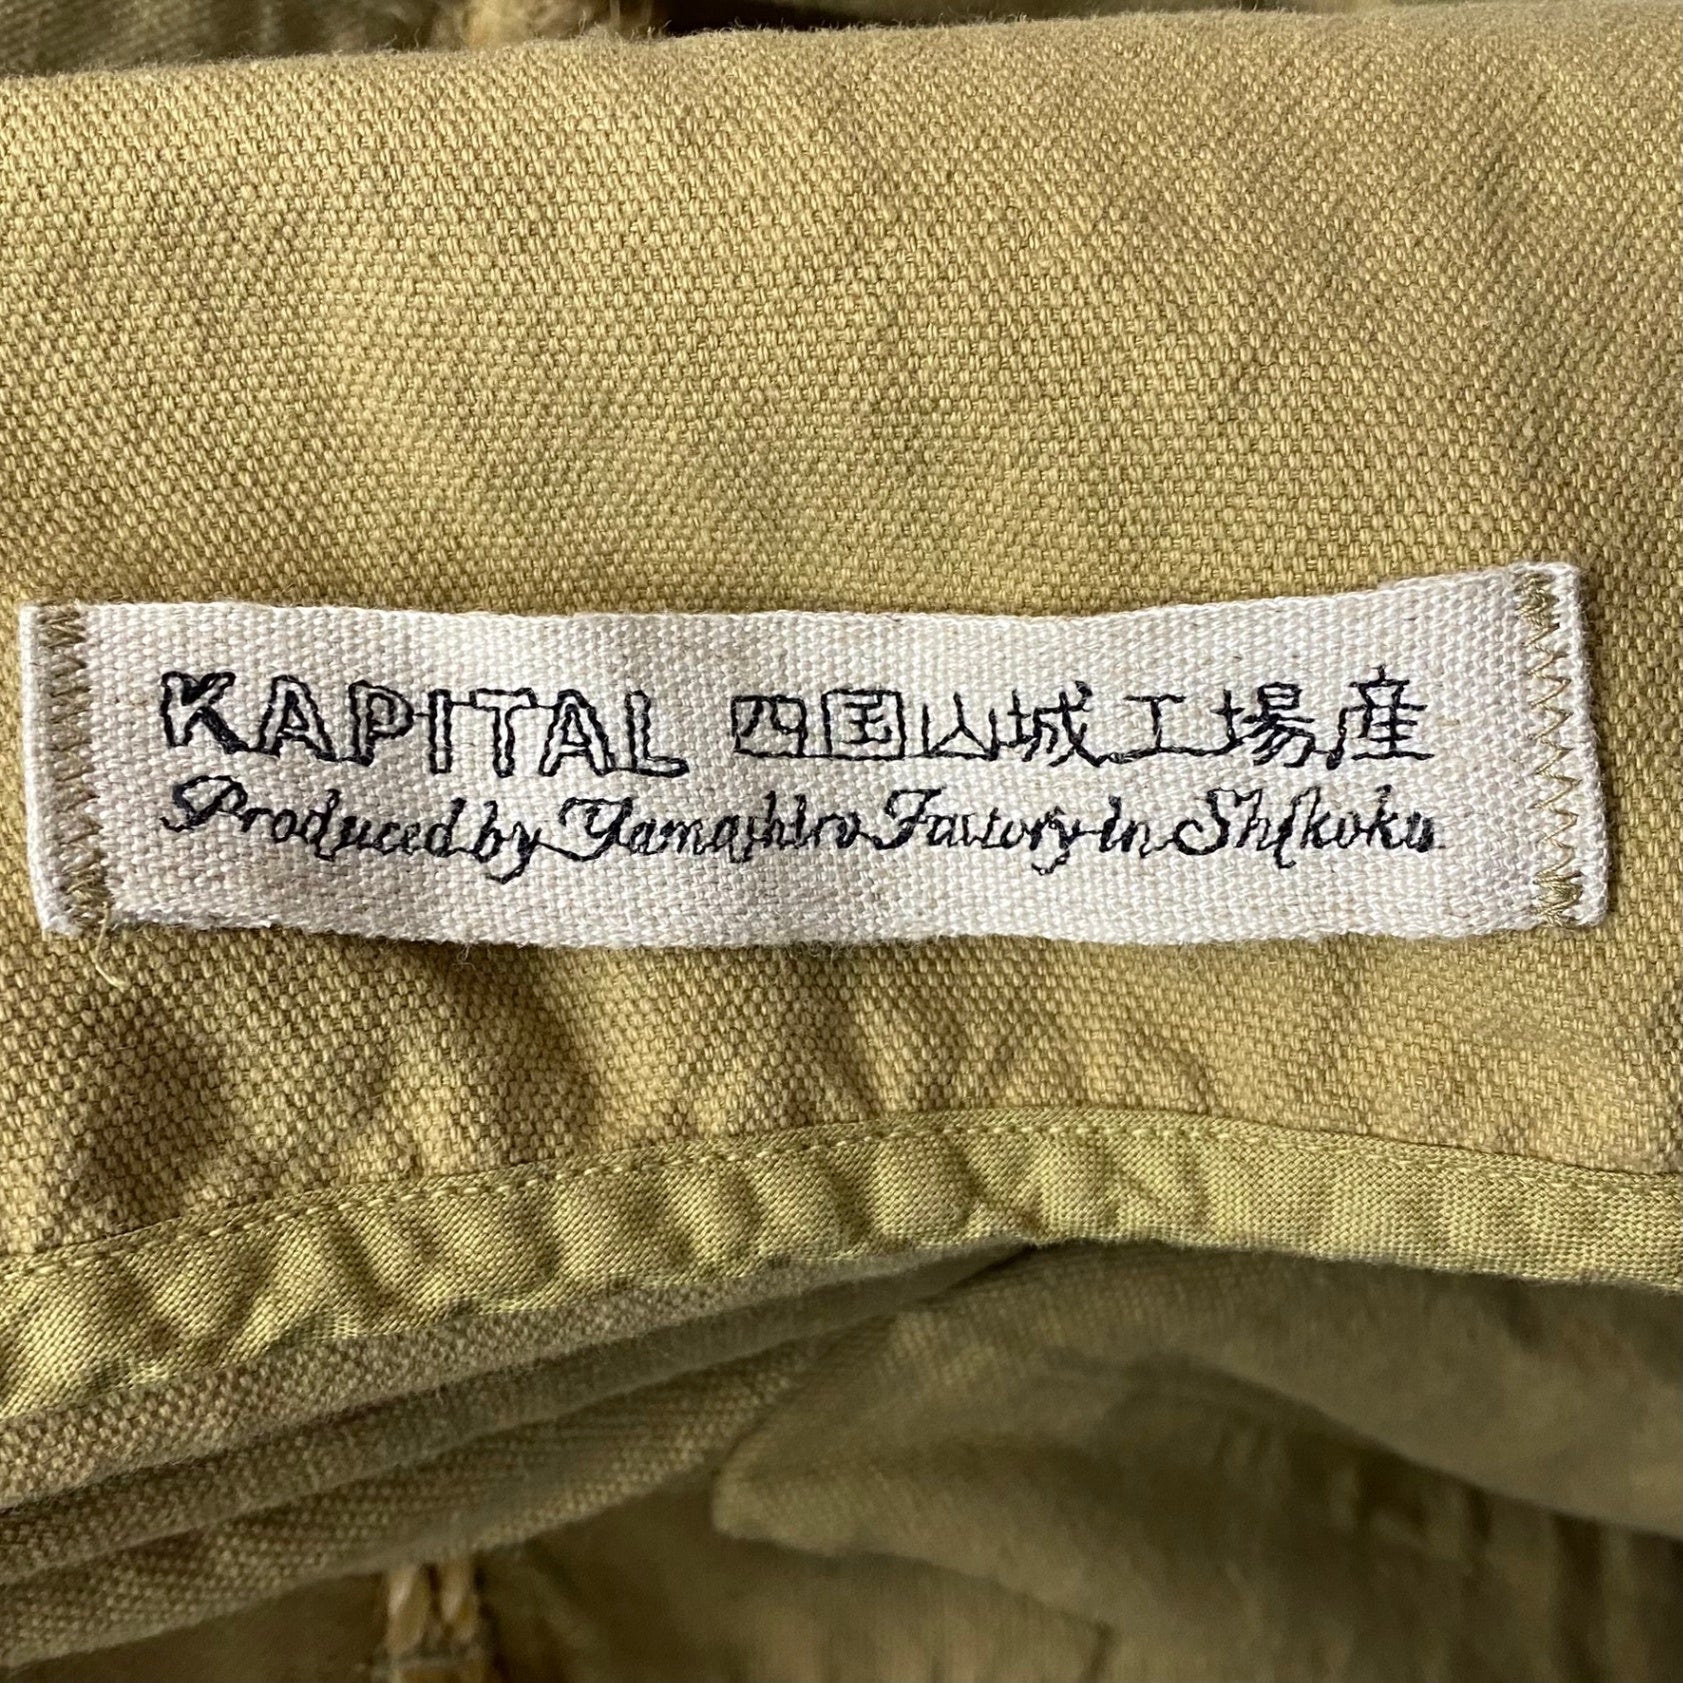 KAPITAL 四国山城工場産
Produced by Yamashiro Factory in Shikoku